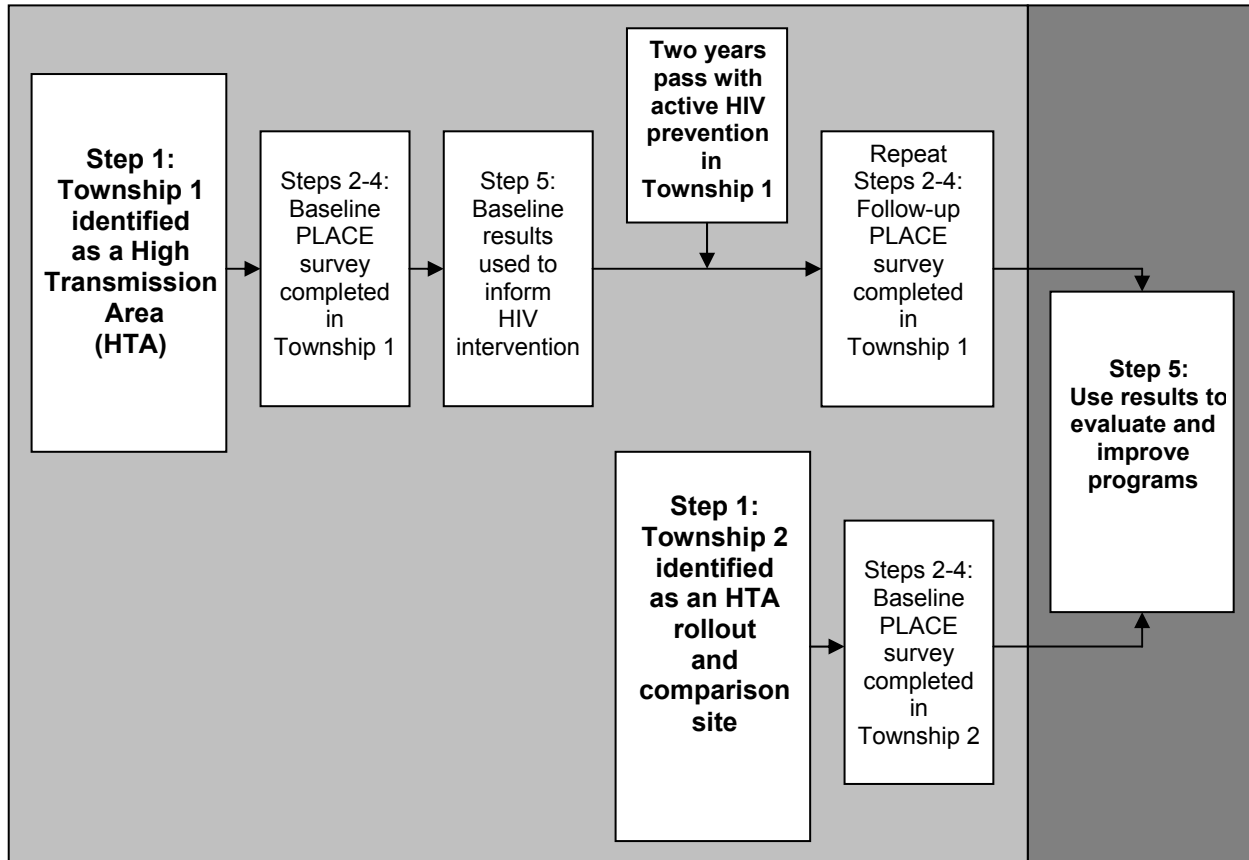 Step 1:
Township 1
identified
as a High
Transmission
Area
(HTA)
Steps 2-4:
Baseline
PLACE
survey
completed
in
Township 1
Step 5:
Baseline
results
used to
inform
HIV
intervention
Two years
pass with
active HIV
prevention
in
Township 1
Repeat
Steps 2-4:
Follow-up
PLACE
survey
completed
in
Township 1
Step 1:
Township 2
identified
as an HTA
rollout
and
comparison
site
Steps 2-4:
Baseline
PLACE
survey
completed
in
Township 2
Step 5:
Use results to
evaluate and
improve
programs